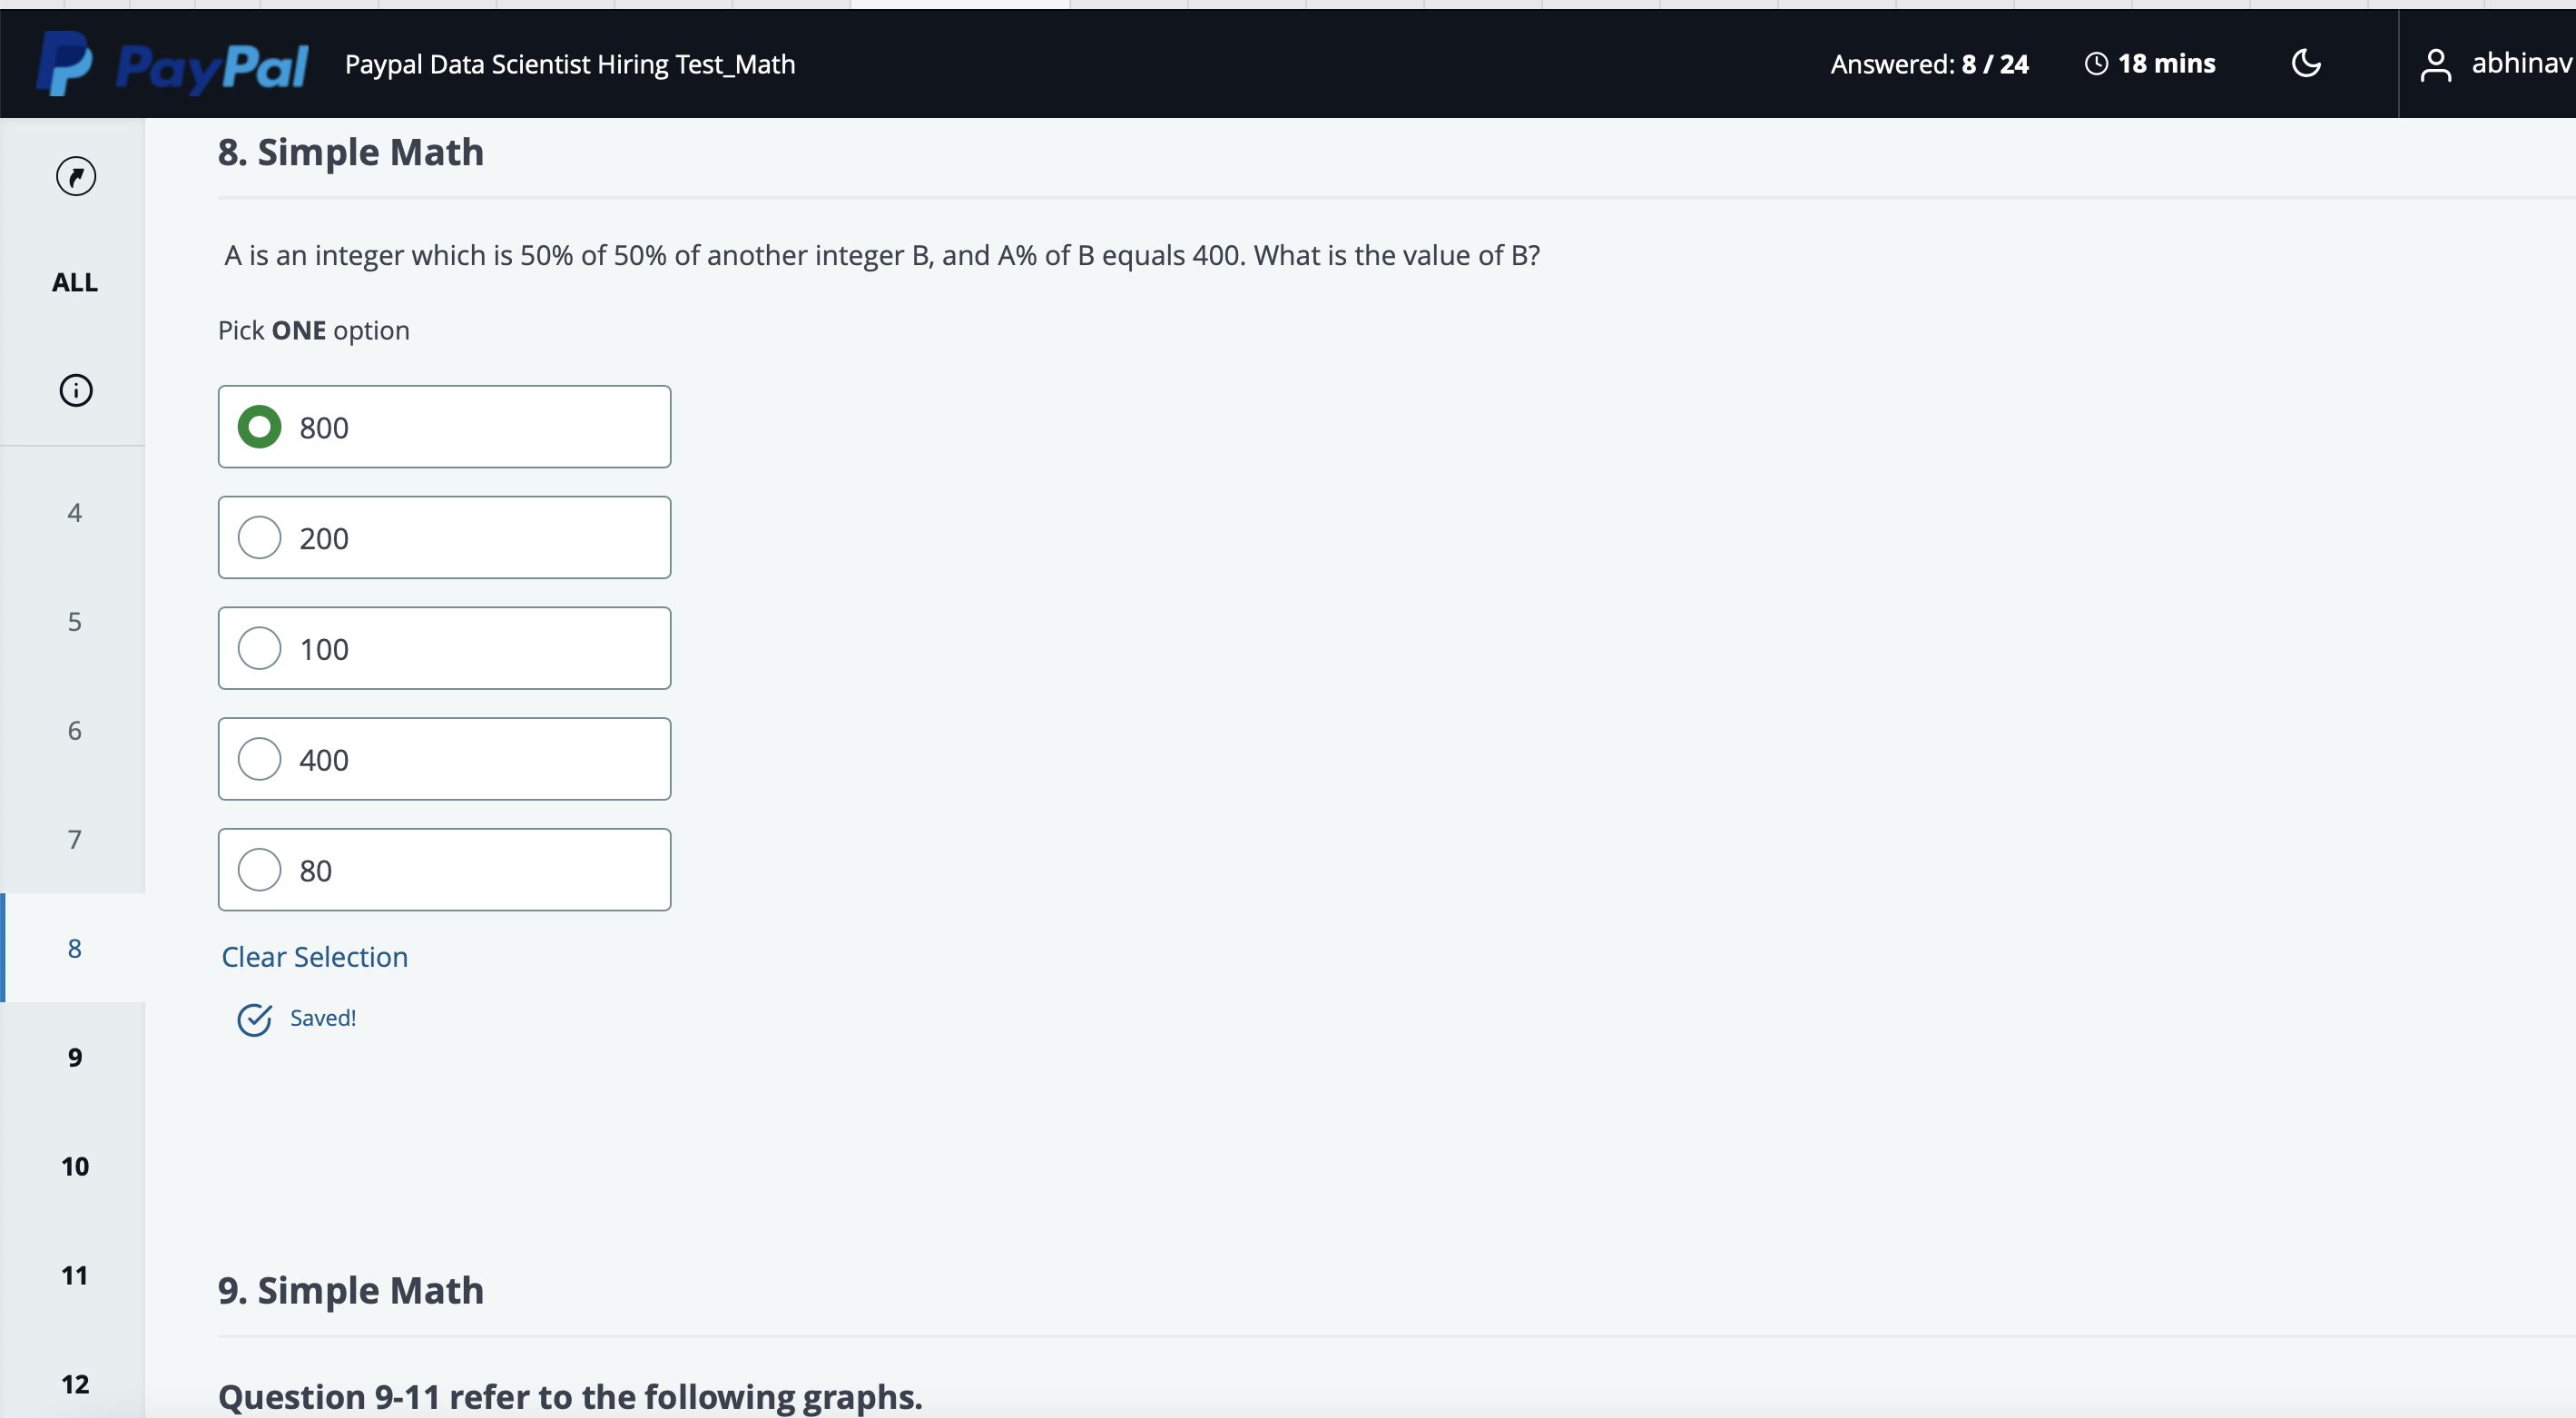 PayPal
Paypal Data Scientist Hiring Test_Math
Answered: 8 / 24
18 mins
abhinav
ALL
4
5
6
7
8
9
10
11
12
8. Simple Math
A is an integer which is 50% of 50% of another integer B, and A% of B equals 400. What is the value of B?
Pick ONE option
800
200
100
400
80
Clear Selection
Saved!
9. Simple Math
Question 9-11 refer to the following graphs.